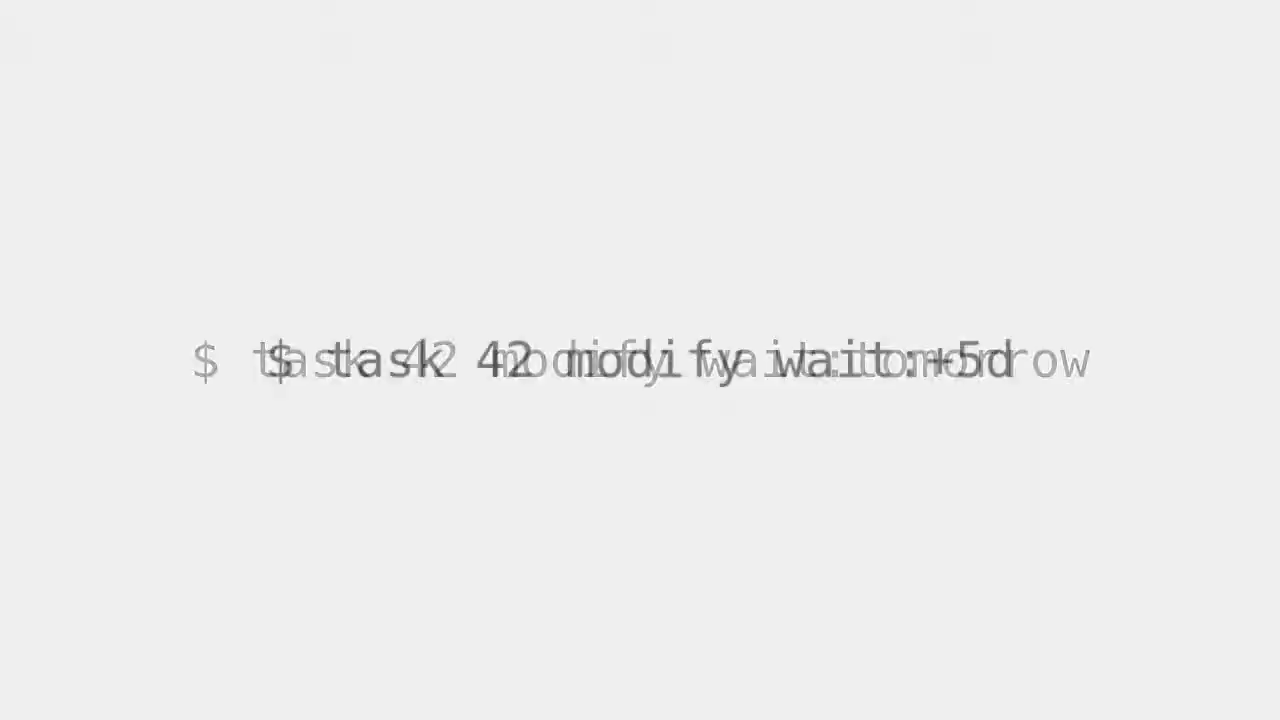 $ task 42 modify wait:tomorrow
$ task 42 modify wait:+5d